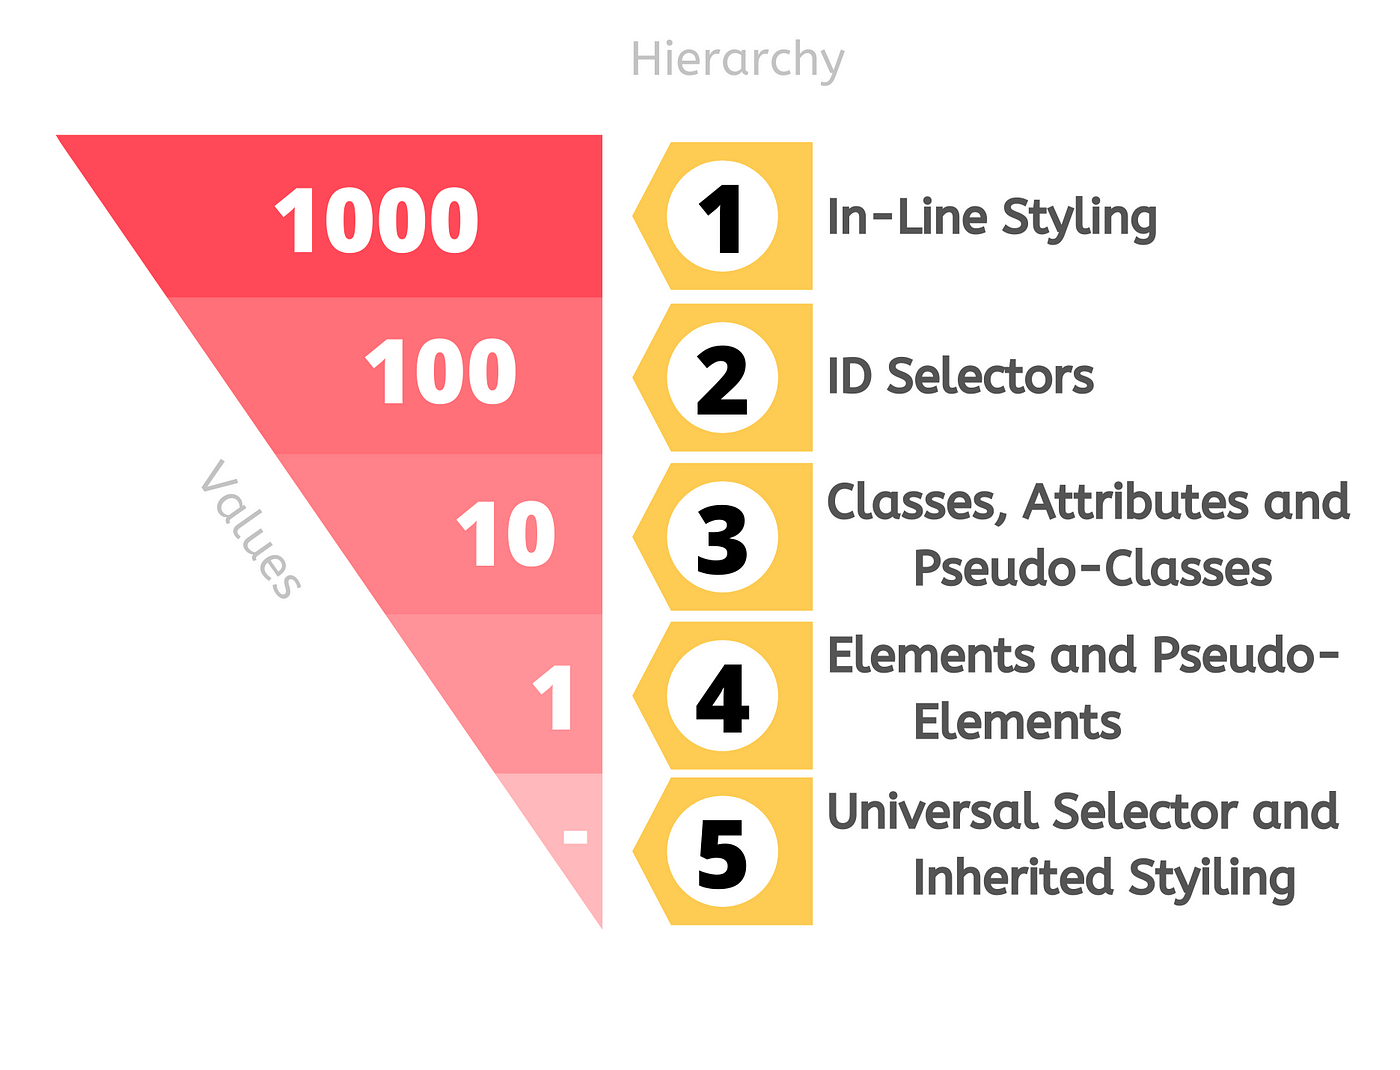 Hierarchy
1000
1
In-Line Styling
100
2
ID Selectors
Values
10
3
Classes, Attributes and
Pseudo-Classes
1
4
Elements and Pseudo-
Elements
-
5
Universal Selector and
Inherited Styiling